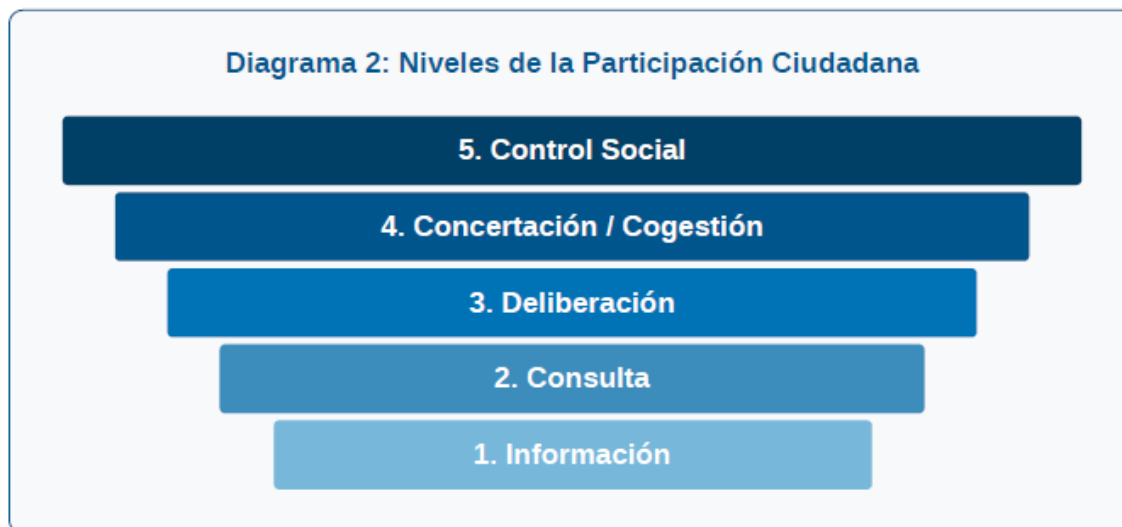 Diagrama 2: Niveles de la Participación Ciudadana
5. Control Social
4. Concertación / Cogestión
3. Deliberación
2. Consulta
1. Información